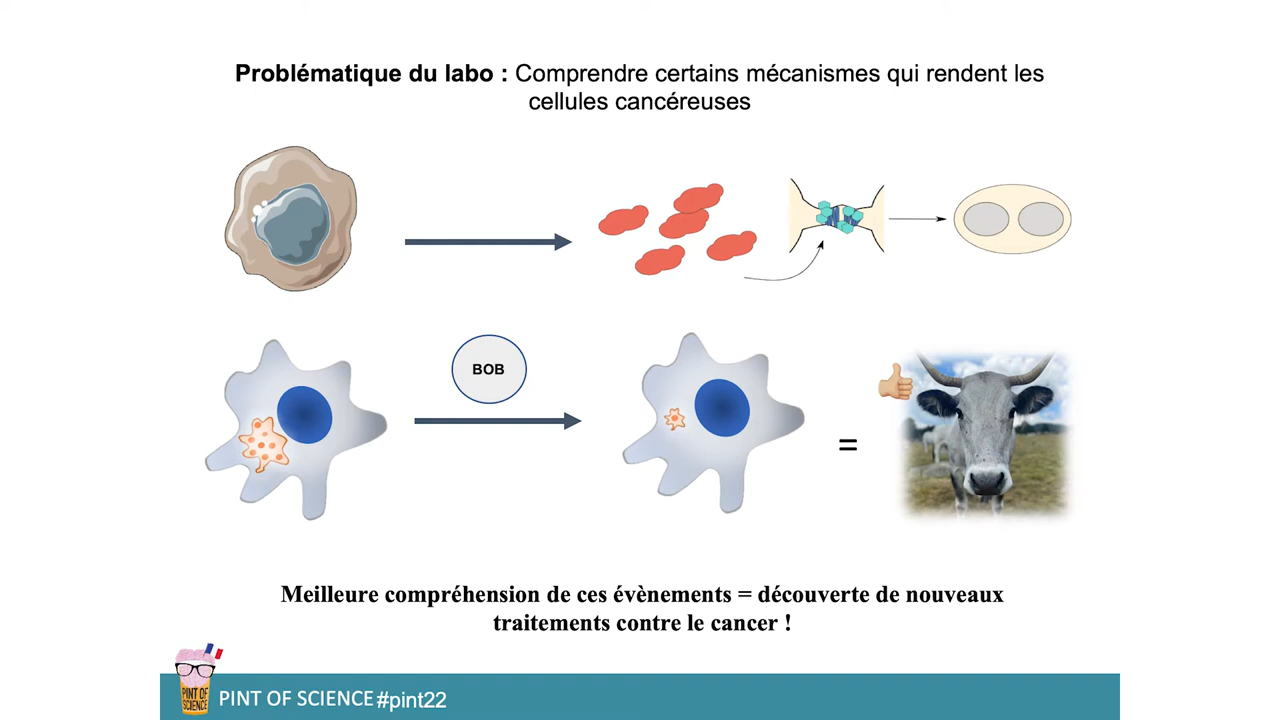 Problématique du labo : Comprendre certains mécanismes qui rendent les
cellules cancéreuses
BOB
=
Meilleure compréhension de ces évènements = découverte de nouveaux
traitements contre le cancer !
PINT OF
SCIENCE
PINT OF SCIENCE #pint22